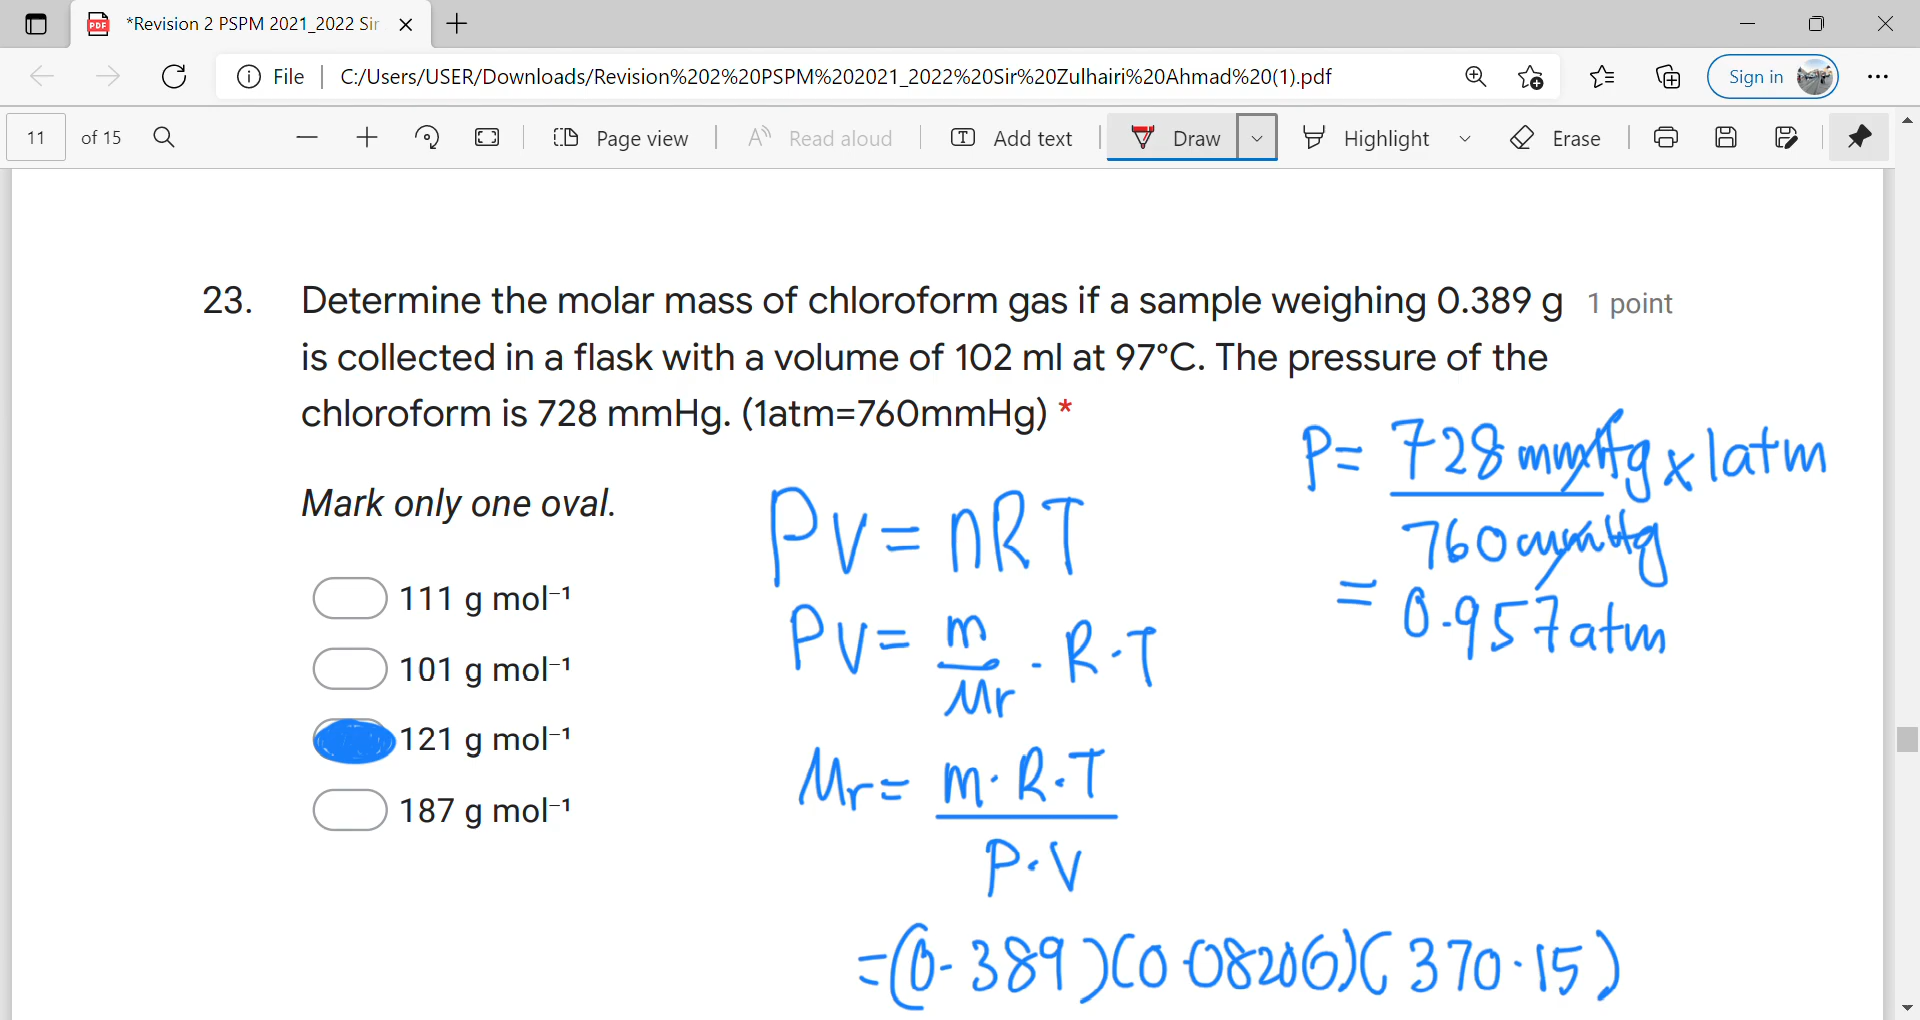 *Revision 2 PSPM 2021_2022 Sir
File
C:/Users/USER/Downloads/Revision%202%20PSPM%202021_2022%20Sir%20Zulhairi%20Ahmad%20(1).pdf
Sign in
11 of 15
Page view
Read aloud
Add text
Draw
Highlight
Erase
23. Determine the molar mass of chloroform gas if a sample weighing 0.389 g 1 point
is collected in a flask with a volume of 102 ml at 97°C. The pressure of the
chloroform is 728 mmHg. (1atm=760mmHg) *
Mark only one oval.
111 g mol⁻¹
101 g mol⁻¹
121 g mol⁻¹
187 g mol⁻¹
PV = nRT
PV = m
Mr · R · T
Mr = m · R · T
P · V
= (0.389)(0.08206)(370.15)
P = 728 mmHg x 1atm
760 mmHg
= 0.957 atm